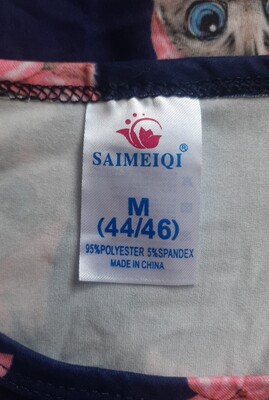 SAIMEIQI®
M
(44/46)
95%POLYESTER 5%SPANDEX
MADE IN CHINA